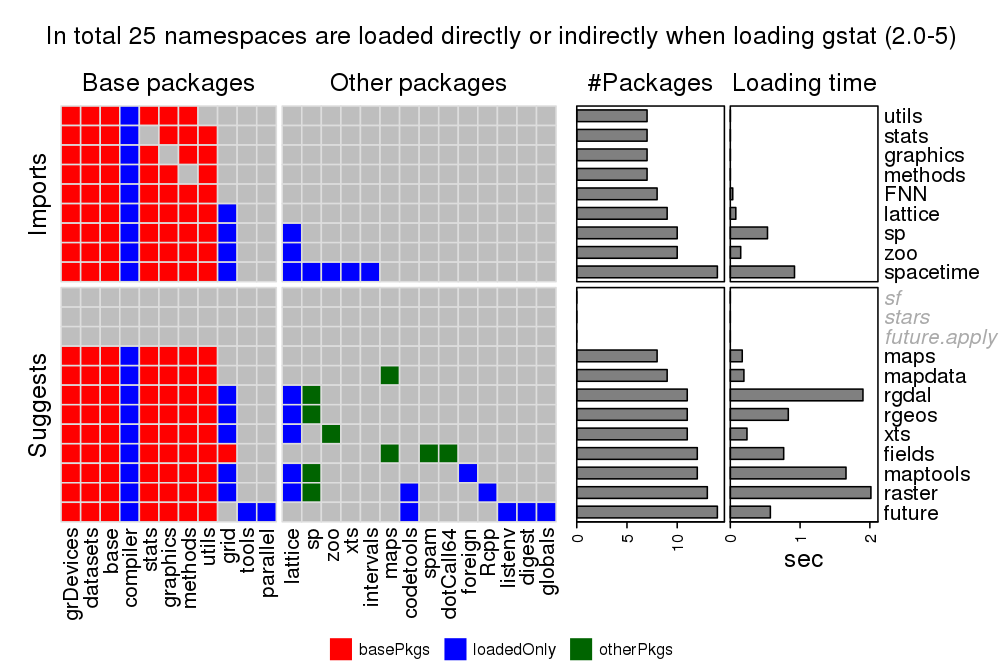 In total 25 namespaces are loaded directly or indirectly when loading gstat (2.0-5)
Base packages
Other packages
#Packages
Loading time
Imports
utils
stats
graphics
methods
FNN
lattice
sp
zoo
spacetime
Suggests
sf
stars
future.apply
maps
mapdata
rgdal
rgeos
xts
fields
maptools
raster
future
grDevices
datasets
base
compiler
stats
graphics
methods
utils
grid
tools
parallel
lattice
sp
zoo
xts
intervals
maps
codetools
spam
dotCall64
foreign
Rcpp
listenv
digest
globals
0 5 10
0 1 2
sec
basePkgs loadedOnly otherPkgs